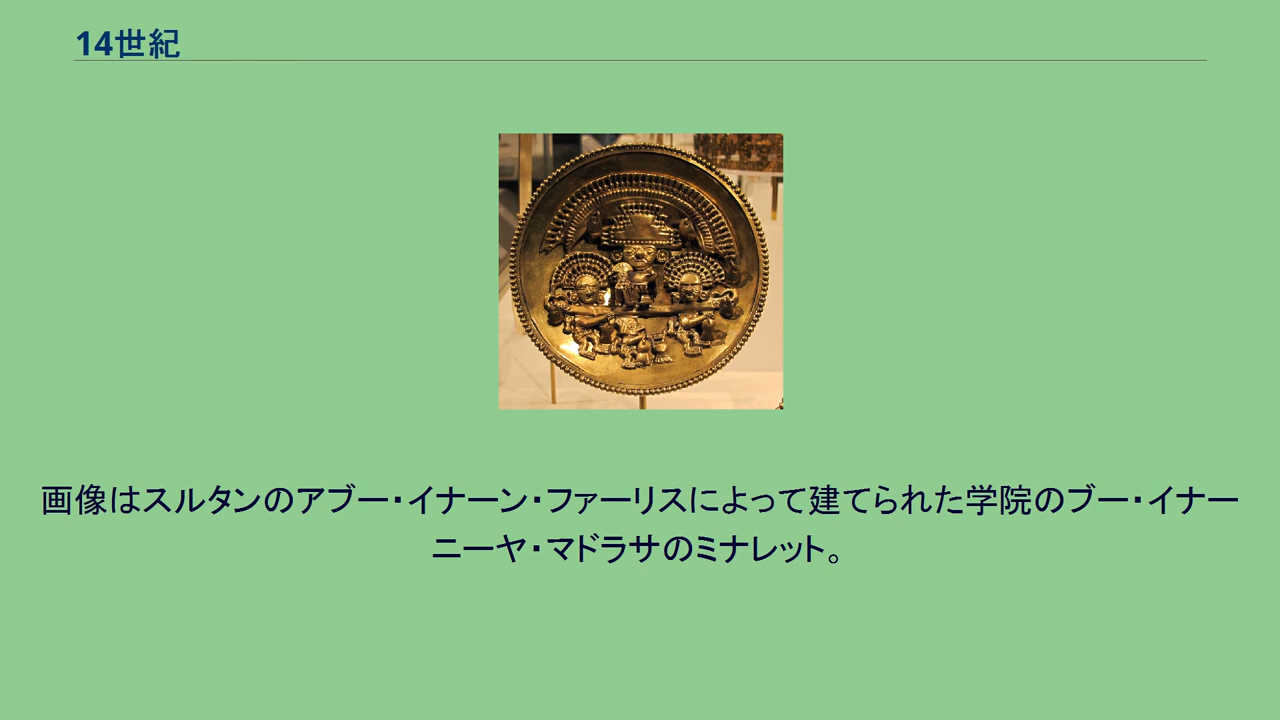 14世紀
画像はスルタンのアブー・イナーン・ファーリスによって建てられた学院のブー・イナー
ニーヤ・マドラサのミナレット。